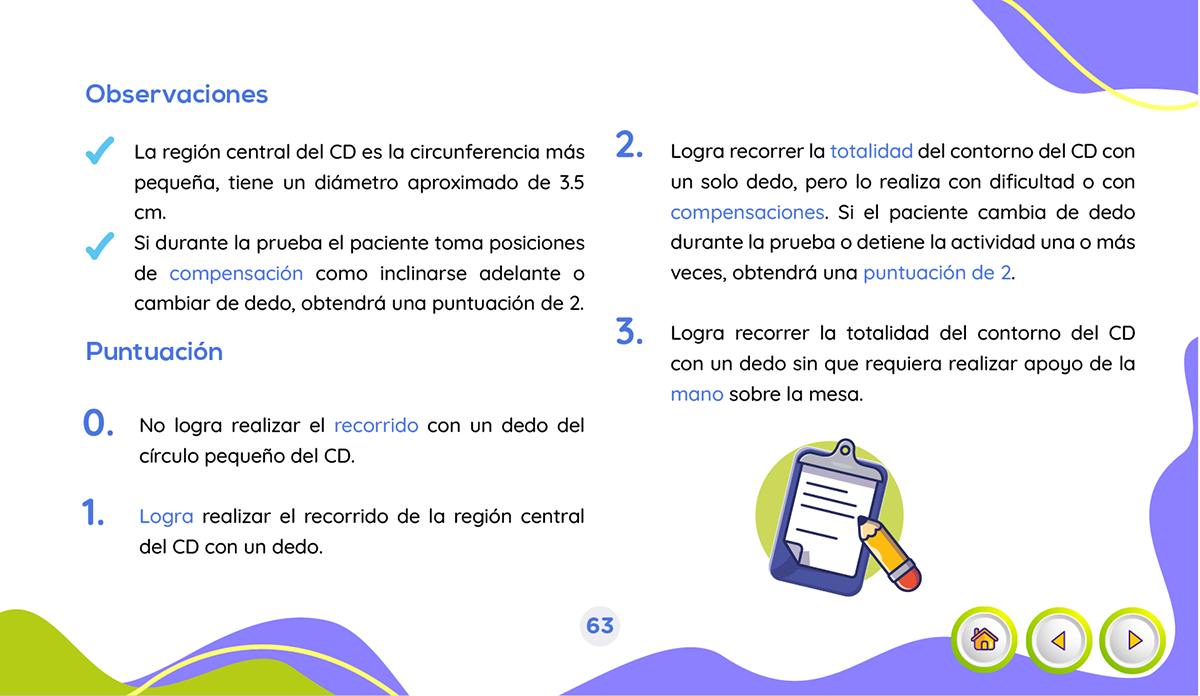 Observaciones
La región central del CD es la circunferencia más
pequeña, tiene un diámetro aproximado de 3.5
cm.
Si durante la prueba el paciente toma posiciones
de compensación como inclinarse adelante o
cambiar de dedo, obtendrá una puntuación de 2.
Puntuación
0. No logra realizar el recorrido con un dedo del
círculo pequeño del CD.
1. Logra realizar el recorrido de la región central
del CD con un dedo.
2. Logra recorrer la totalidad del contorno del CD con
un solo dedo, pero lo realiza con dificultad o con
compensaciones. Si el paciente cambia de dedo
durante la prueba o detiene la actividad una o más
veces, obtendrá una puntuación de 2.
3. Logra recorrer la totalidad del contorno del CD
con un dedo sin que requiera realizar apoyo de la
mano sobre la mesa.
63